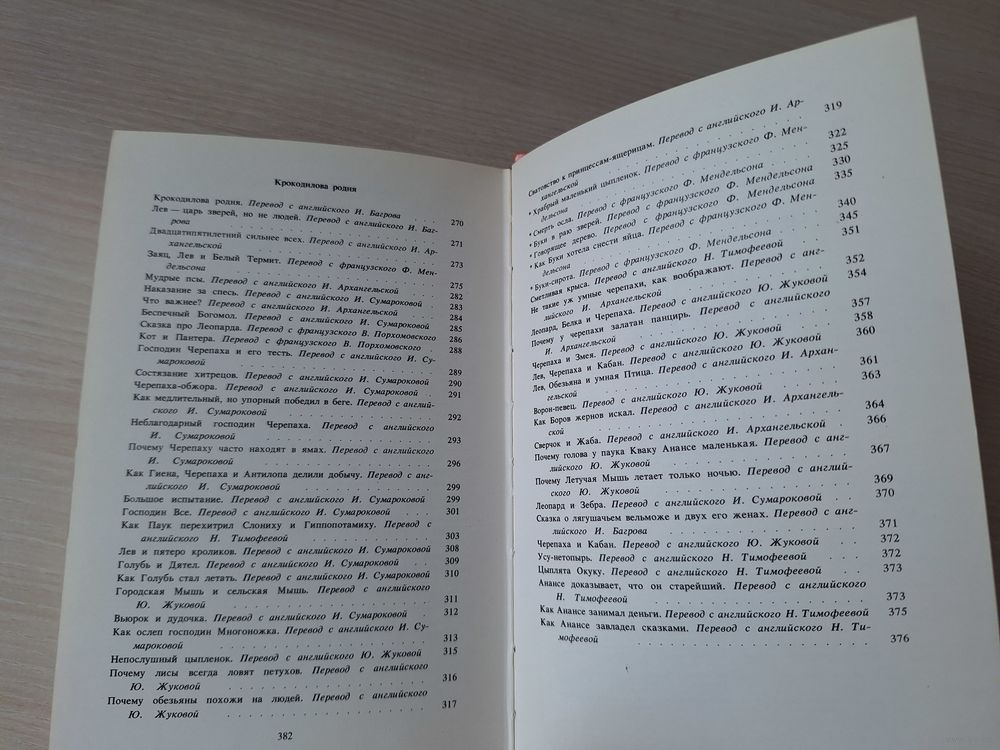 Крокодилова родня
Крокодилова родня. Перевод с английского И. Багрова . . . 270
Лев — царь зверей, но не людей. Перевод с английского И. Баг-
рова . . . 271
Двадцатипятилетний сильнее всех. Перевод с английского И. Ар-
хангельской . . . 273
Заяц, Лев и Белый Термит. Перевод с французского Ф. Мен-
дельсона . . . 275
Мудрые псы. Перевод с английского И. Архангельской . . . 282
Наказание за спесь. Перевод с английского И. Сумароковой . 283
Что важнее? Перевод с английского И. Архангельской . . . 284
Беспечный Богомол. Перевод с английского И. Сумароковой 285
Сказка про Леопарда. Перевод с французского В. Порхомовского 286
Кот и Пантера. Перевод с французского В. Порхомовского . 288
Господин Черепаха и его тесть. Перевод с английского И. Су-
мароковой . . . 289
Состязание хитрецов. Перевод с английского И. Сумароковой 290
Черепаха-обжора. Перевод с английского И. Сумароковой . 291
Как медлительный, но упорный победил в беге. Перевод с англий-
ского И. Сумароковой . . . 292
Неблагодарный господин Черепаха. Перевод с английского
И. Сумароковой . . . 293
Почему Черепаху часто находят в ямах. Перевод с английского
И. Сумароковой . . . 296
Как Гиена, Черепаха и Антилопа делили добычу. Перевод с анг-
лийского И. Сумароковой . . . 299
Большое испытание. Перевод с английского И. Сумароковой 299
Господин Все. Перевод с английского И. Сумароковой . . . 301
Как Паук перехитрил Слониху и Гиппопотамиху. Перевод с
английского Н. Тимофеевой . . . 303
Лев и пятеро кроликов. Перевод с английского И. Сумароковой 308
Голубь и Дятел. Перевод с английского И. Сумароковой . . 309
Как Голубь стал летать. Перевод с английского И. Сумароковой 310
Городская Мышь и сельская Мышь. Перевод с английского
Ю. Жуковой . . . 311
Вьюрок и дудочка. Перевод с английского И. Сумароковой . 312
Как ослеп господин Многоножка. Перевод с английского И. Су-
мароковой . . . 313
Непослушный цыпленок. Перевод с английского Ю. Жуковой 315
Почему лисы всегда ловят петухов. Перевод с английского
Ю. Жуковой . . . 316
Почему обезьяны похожи на людей. Перевод с английского
Ю. Жуковой . . . 317
382
Сватовство к принцессам-ящерицам. Перевод с английского И. Ар-
хангельской . . . 319
* Храбрый маленький цыпленок. Перевод с французского Ф. Мен-
дельсона . . . 322
* Смерть осла. Перевод с французского Ф. Мендельсона . . . 325
* Буки в раю зверей. Перевод с французского Ф. Мендельсона 330
* Говорящее дерево. Перевод с французского Ф. Мендельсона 335
* Как Буки хотела снести яйца. Перевод с французского Ф. Мен-
дельсона . . . 340
* Буки-сирота. Перевод с французского Ф. Мендельсона . . . 345
Сметливая крыса. Перевод с английского Н. Тимофеевой . . 351
Не такие уж умные черепахи, как воображают. Перевод с анг-
лийского И. Архангельской . . . 352
Леопард, Белка и Черепаха. Перевод с английского Ю. Жуковой 354
Почему у черепахи залатан панцирь. Перевод с английского
И. Архангельской . . . 357
Черепаха и Змея. Перевод с английского Ю. Жуковой . . . 358
Лев, Черепаха и Кабан. Перевод с английского Ю. Жуковой 360
Лев, Обезьяна и умная Птица. Перевод с английского И. Архан-
гельской . . . 361
Ворон-певец. Перевод с английского Ю. Жуковой . . . 363
Как Боров жернов искал. Перевод с английского И. Архангель-
ской . . . 364
Сверчок и Жаба. Перевод с английского И. Архангельской . 366
Почему голова у паука Кваку Анансе маленькая. Перевод с анг-
лийского Ю. Жуковой . . . 367
Почему Летучая Мышь летает только ночью. Перевод с англий-
ского Ю. Жуковой . . . 369
Леопард и Зебра. Перевод с английского И. Сумароковой . . 370
Сказка о лягушачьем вельможе и двух его женах. Перевод с анг-
лийского И. Багрова . . . 371
Черепаха и Кабан. Перевод с английского Ю. Жуковой . . . 372
Усу-нетопырь. Перевод с английского Н. Тимофеевой . . . 372
Цыплята Окуку. Перевод с английского Н. Тимофеевой . . . 373
Анансе доказывает, что он старейший. Перевод с английского
Н. Тимофеевой . . . 373
Как Анансе занимал деньги. Перевод с английского Н. Тимофеевой 375
Как Анансе завладел сказками. Перевод с английского Н. Ти-
мофеевой . . . 376